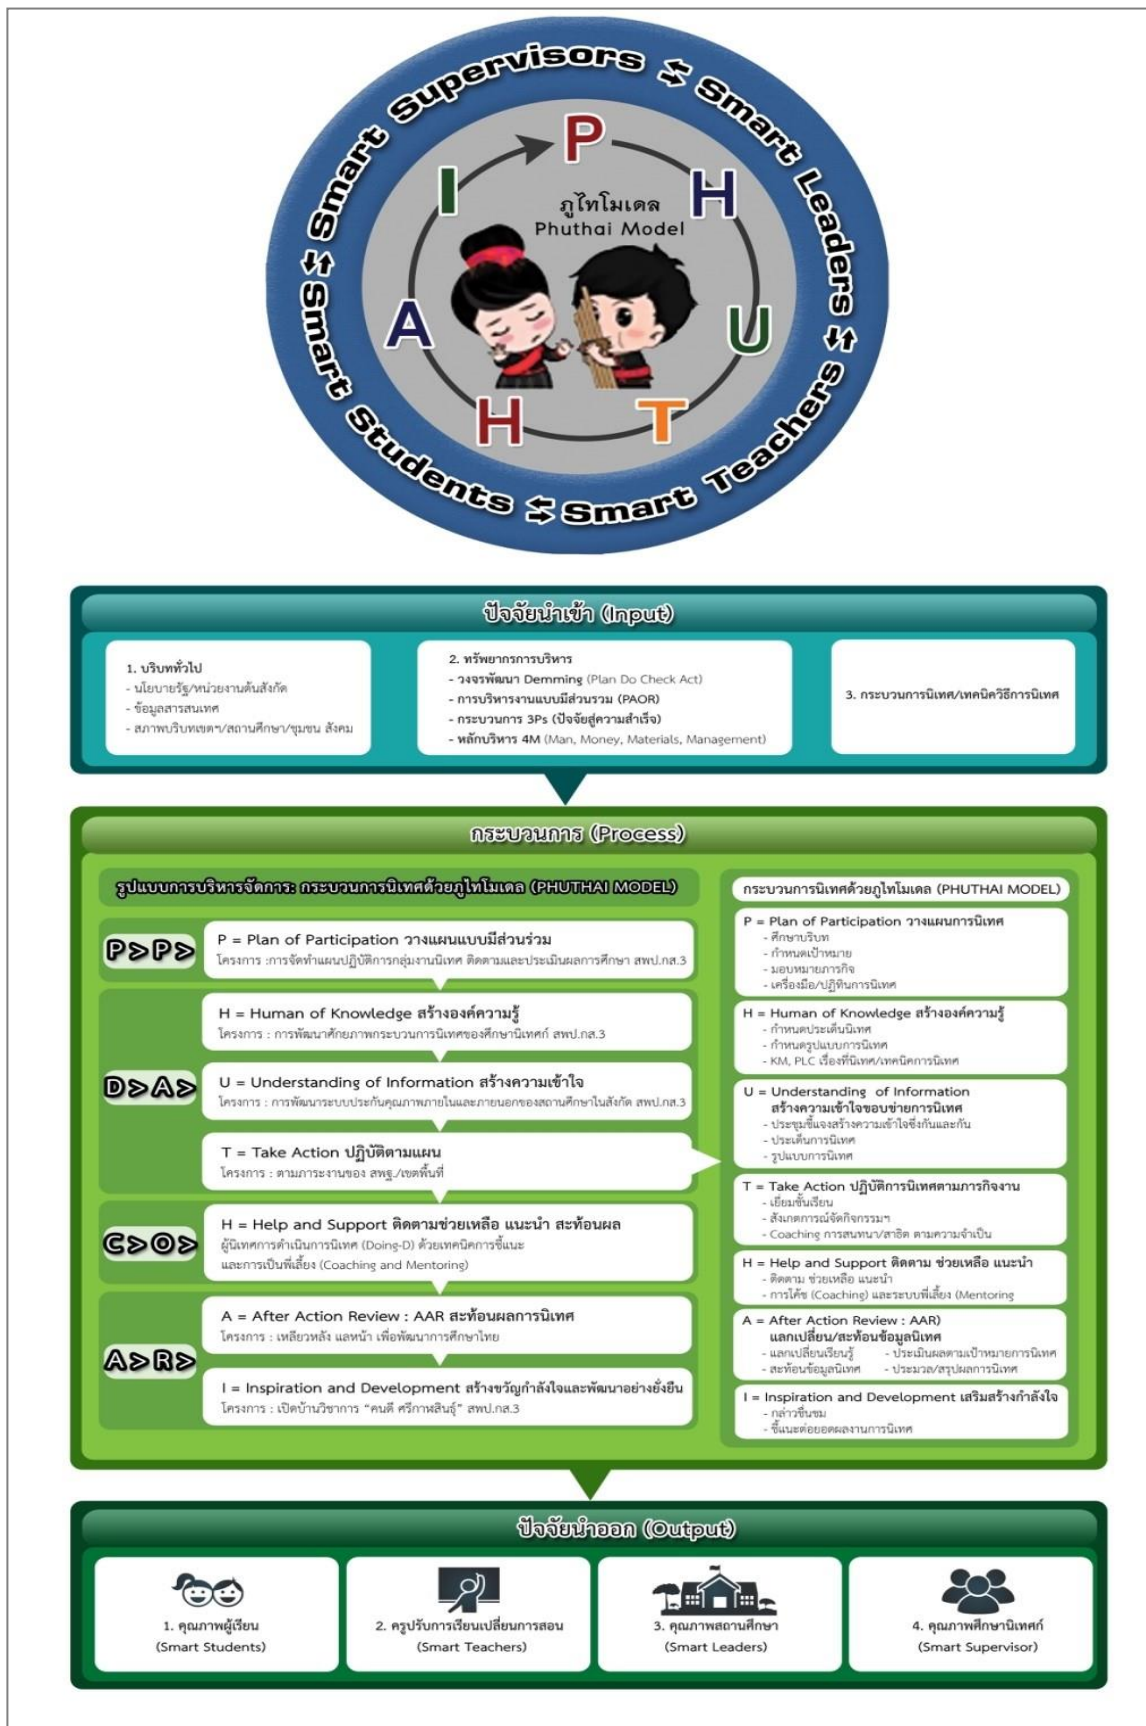 Smart Supervisors
Smart Leaders
Smart Teachers
Smart Students
P
H
U
T
H
A
I
ภูไทโมเดล
Phuthai Model
ปัจจัยนำเข้า (Input)
1. บริบททั่วไป
- นโยบายรัฐ/หน่วยงานต้นสังกัด
- ข้อมูลสารสนเทศ
- สภาพบริบทเขตฯ/สถานศึกษา/ชุมชน สังคม
2. ทรัพยากรการบริหาร
- วงจรพัฒนา Demming (Plan Do Check Act)
- การบริหารงานแบบมีส่วนรวม (PAOR)
- กระบวนการ 3Ps (ปัจจัยสู่ความสำเร็จ)
- หลักบริหาร 4M (Man, Money, Materials, Management)
3. กระบวนการนิเทศ/เทคนิควิธีการนิเทศ
กระบวนการ (Process)
รูปแบบการบริหารจัดการ: กระบวนการนิเทศด้วยภูไทโมเดล (PHUTHAI MODEL)
P>P>
P = Plan of Participation วางแผนแบบมีส่วนร่วม
โครงการ :การจัดทำแผนปฏิบัติการกลุ่มงานนิเทศ ติดตามและประเมินผลการศึกษา สพป.กส.3
D>A>
H = Human of Knowledge สร้างองค์ความรู้
โครงการ : การพัฒนาศักยภาพกระบวนการนิเทศของศึกษานิเทศก์ สพป.กส.3
U = Understanding of Information สร้างความเข้าใจ
โครงการ : การพัฒนาระบบประกันคุณภาพภายในและภายนอกของสถานศึกษาในสังกัด สพป.กส.3
T = Take Action ปฏิบัติตามแผน
โครงการ : ตามภาระงานของ สพฐ./เขตพื้นที่
C>O>
H = Help and Support ติดตามช่วยเหลือ แนะนำ สะท้อนผล
ผู้นิเทศการดำเนินการนิเทศ (Doing-D) ด้วยเทคนิคการชี้แนะ
และการเป็นพี่เลี้ยง (Coaching and Mentoring)
A>R>
A = After Action Review : AAR สะท้อนผลการนิเทศ
โครงการ : เหลียวหลัง แลหน้า เพื่อพัฒนาการศึกษาไทย
I = Inspiration and Development สร้างขวัญกำลังใจและพัฒนาอย่างยั่งยืน
โครงการ : เปิดบ้านวิชาการ “คนดี ศรีกาฬสินธุ์” สพป.กส.3
กระบวนการนิเทศด้วยภูไทโมเดล (PHUTHAI MODEL)
P = Plan of Participation วางแผนการนิเทศ
- ศึกษาบริบท
- กำหนดเป้าหมาย
- มอบหมายภารกิจ
- เครื่องมือ/ปฏิทินการนิเทศ
H = Human of Knowledge สร้างองค์ความรู้
- กำหนดประเด็นนิเทศ
- กำหนดรูปแบบการนิเทศ
- KM, PLC เรื่องที่นิเทศ/เทคนิคการนิเทศ
U = Understanding of Information
สร้างความเข้าใจขอบข่ายการนิเทศ
- ประชุมชี้แจงสร้างความเข้าใจซึ่งกันและกัน
- ประเด็นการนิเทศ
- รูปแบบการนิเทศ
T = Take Action ปฏิบัติการนิเทศตามภารกิจงาน
- เยี่ยมชั้นเรียน
- สังเกตการณ์จัดกิจกรรมฯ
- Coaching การสนทนา/สาธิต ตามความจำเป็น
H = Help and Support ติดตาม ช่วยเหลือ แนะนำ
- ติดตาม ช่วยเหลือ แนะนำ
- การโค้ช (Coaching) และระบบพี่เลี้ยง (Mentoring
A = After Action Review : AAR)
แลกเปลี่ยน/สะท้อนข้อมูลนิเทศ
- แลกเปลี่ยนเรียนรู้ - ประเมินผลตามเป้าหมายการนิเทศ
- สะท้อนข้อมูลนิเทศ - ประมวล/สรุปผลการนิเทศ
I = Inspiration and Development เสริมสร้างกำลังใจ
- กล่าวชื่นชม
- ชี้แนะต่อยอดผลงานการนิเทศ
ปัจจัยนำออก (Output)
1. คุณภาพผู้เรียน
(Smart Students)
2. ครูปรับการเรียนเปลี่ยนการสอน
(Smart Teachers)
3. คุณภาพสถานศึกษา
(Smart Leaders)
4. คุณภาพศึกษานิเทศก์
(Smart Supervisor)